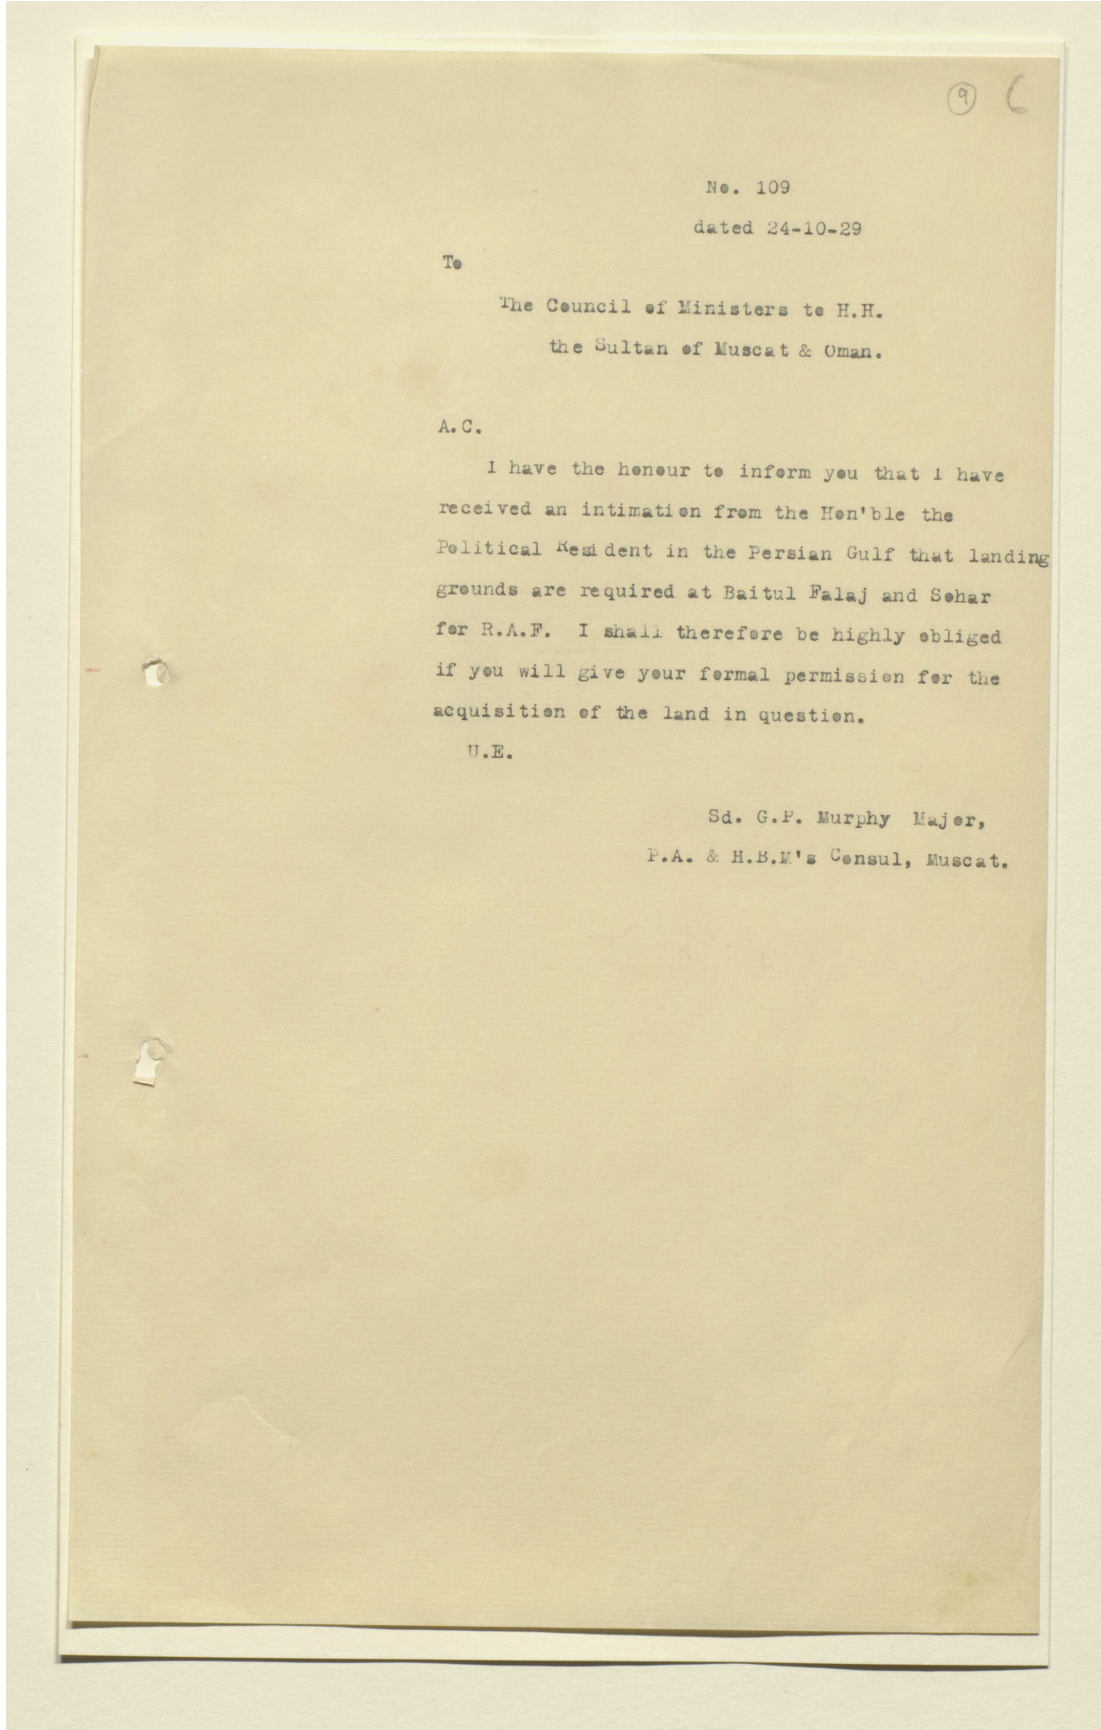 9 6
No. 109
dated 24-10-29
To
The Council of Ministers to H.H.
the Sultan of Muscat & Oman.
A.C.
I have the honour to inform you that I have
received an intimation from the Hon'ble the
Political Resident in the Persian Gulf that landing
grounds are required at Baitul Falaj and Sohar
for R.A.F. I shall therefore be highly obliged
if you will give your formal permission for the
acquisition of the land in question.
U.E.
Sd. G.P. Murphy Major,
P.A. & H.B.M's Consul, Muscat.